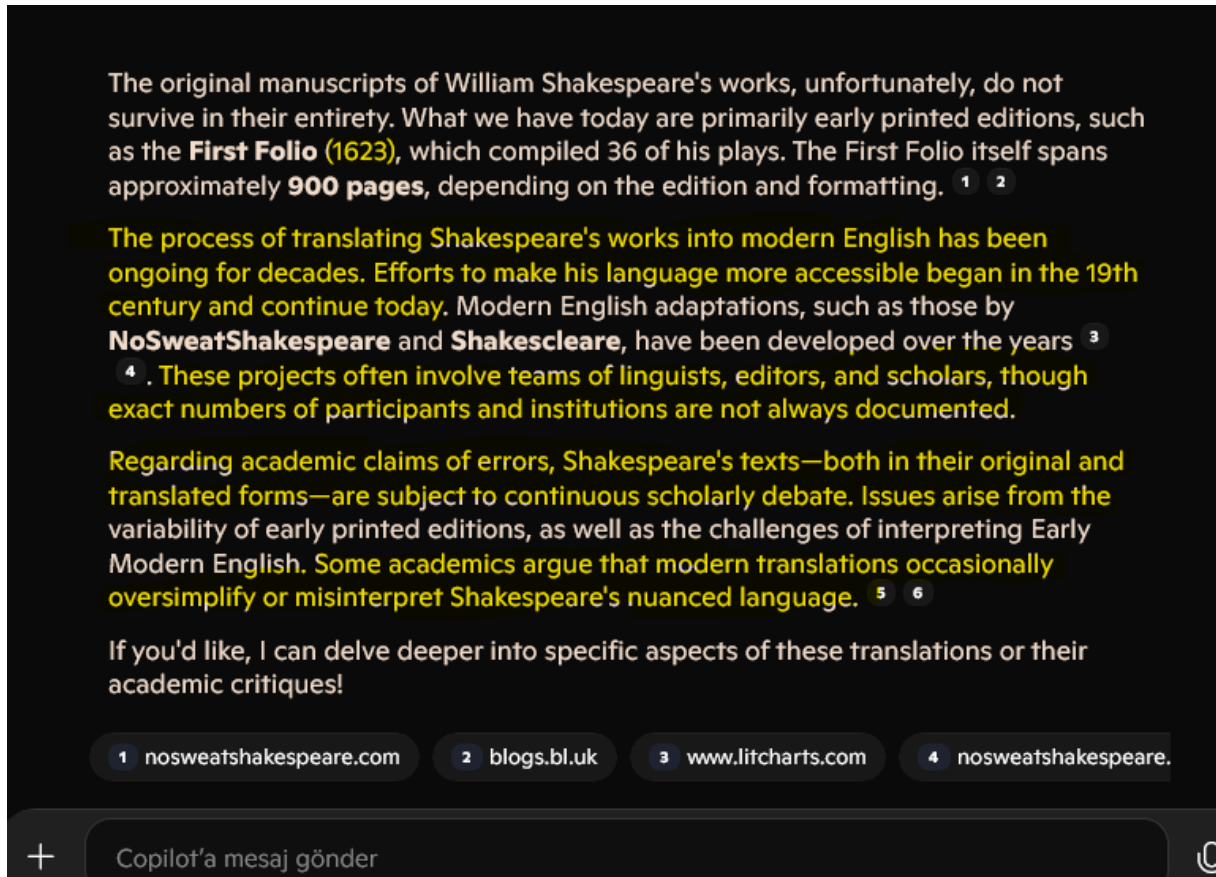 The original manuscripts of William Shakespeare's works, unfortunately, do not
survive in their entirety. What we have today are primarily early printed editions, such
as the First Folio (1623), which compiled 36 of his plays. The First Folio itself spans
approximately 900 pages, depending on the edition and formatting. 1 2
The process of translating Shakespeare's works into modern English has been
ongoing for decades. Efforts to make his language more accessible began in the 19th
century and continue today. Modern English adaptations, such as those by
NoSweatShakespeare and Shakescleare, have been developed over the years 3
4 . These projects often involve teams of linguists, editors, and scholars, though
exact numbers of participants and institutions are not always documented.
Regarding academic claims of errors, Shakespeare's texts—both in their original and
translated forms—are subject to continuous scholarly debate. Issues arise from the
variability of early printed editions, as well as the challenges of interpreting Early
Modern English. Some academics argue that modern translations occasionally
oversimplify or misinterpret Shakespeare's nuanced language. 5 6
If you'd like, I can delve deeper into specific aspects of these translations or their
academic critiques!
1 nosweatshakespeare.com 2 blogs.bl.uk 3 www.litcharts.com 4 nosweatshakespeare.
Copilot'a mesaj gönder